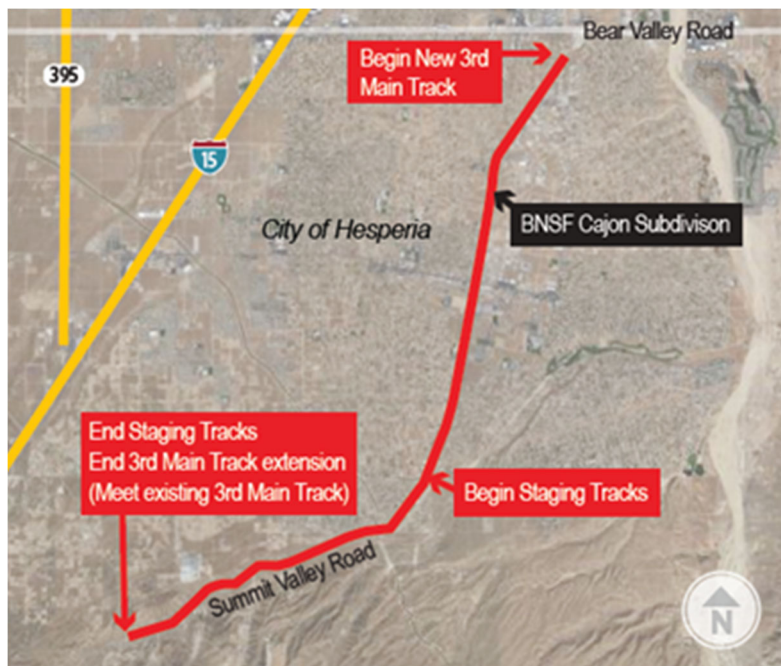 Bear Valley Road
Begin New 3rd
Main Track
395
15
BNSF Cajon Subdivison
City of Hesperia
End Staging Tracks
End 3rd Main Track extension
(Meet existing 3rd Main Track)
Begin Staging Tracks
Summit Valley Road
N